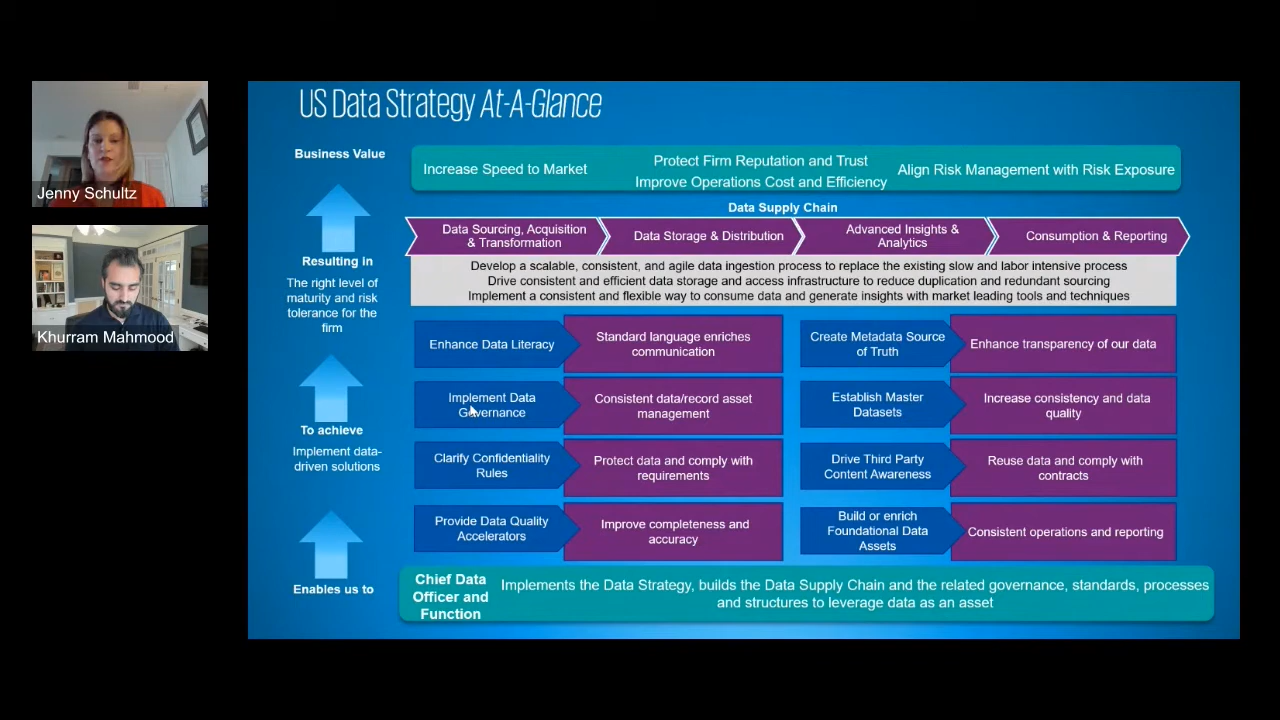 US Data Strategy At-A-Glance
Jenny Schultz
Khurram Mahmood
Business Value
Increase Speed to Market
Protect Firm Reputation and Trust
Improve Operations Cost and Efficiency
Align Risk Management with Risk Exposure
Data Supply Chain
Data Sourcing, Acquisition
& Transformation
Data Storage & Distribution
Advanced Insights &
Analytics
Consumption & Reporting
Develop a scalable, consistent, and agile data ingestion process to replace the existing slow and labor intensive process
Drive consistent and efficient data storage and access infrastructure to reduce duplication and redundant sourcing
Implement a consistent and flexible way to consume data and generate insights with market leading tools and techniques
Resulting in
The right level of
maturity and risk
tolerance for the
firm
To achieve
Implement data-
driven solutions
Enables us to
Enhance Data Literacy
Standard language enriches
communication
Create Metadata Source
of Truth
Enhance transparency of our data
Implement Data
Governance
Consistent data/record asset
management
Establish Master
Datasets
Increase consistency and data
quality
Clarify Confidentiality
Rules
Protect data and comply with
requirements
Drive Third Party
Content Awareness
Reuse data and comply with
contracts
Provide Data Quality
Accelerators
Improve completeness and
accuracy
Build or enrich
Foundational Data
Assets
Consistent operations and reporting
Chief Data
Officer and
Function
Implements the Data Strategy, builds the Data Supply Chain and the related governance, standards, processes
and structures to leverage data as an asset